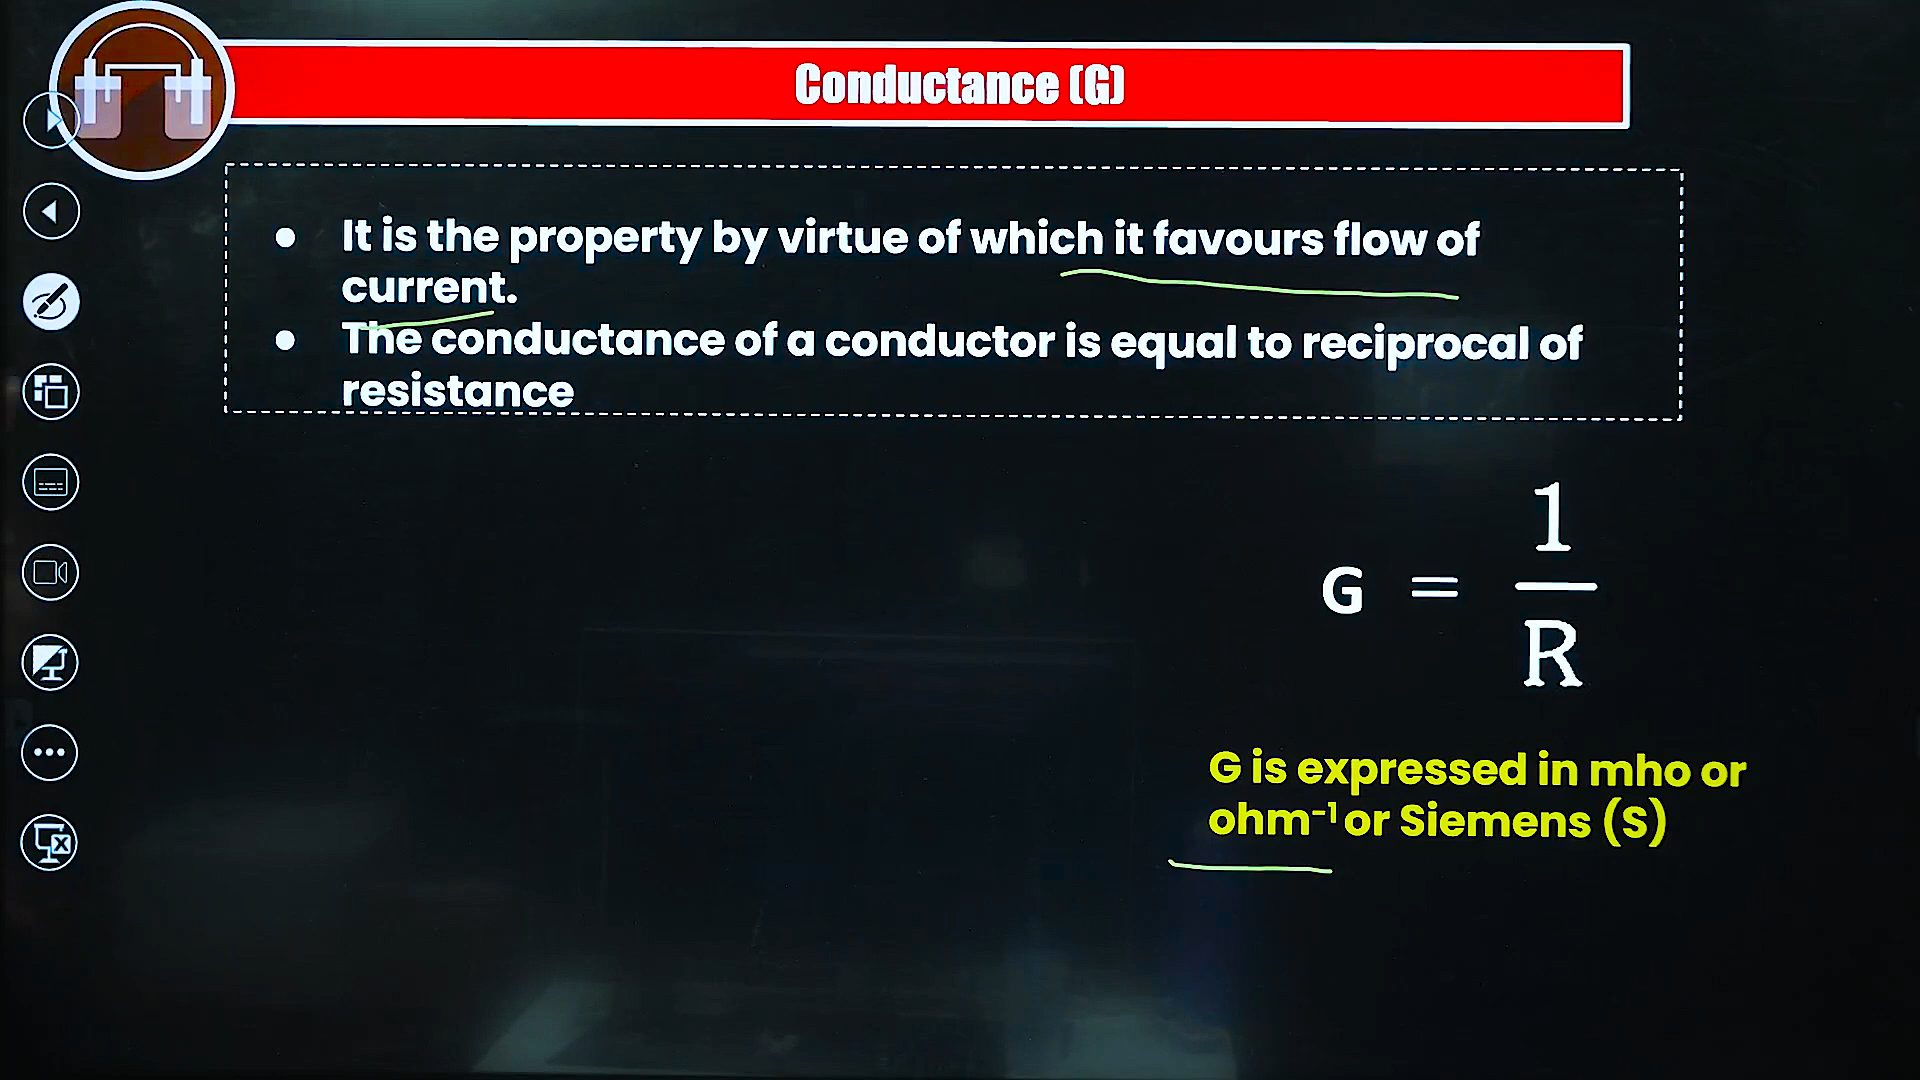 Conductance (G)
● It is the property by virtue of which it favours flow of
current.
● The conductance of a conductor is equal to reciprocal of
resistance
G = 1/R
G is expressed in mho or
ohm⁻¹ or Siemens (S)